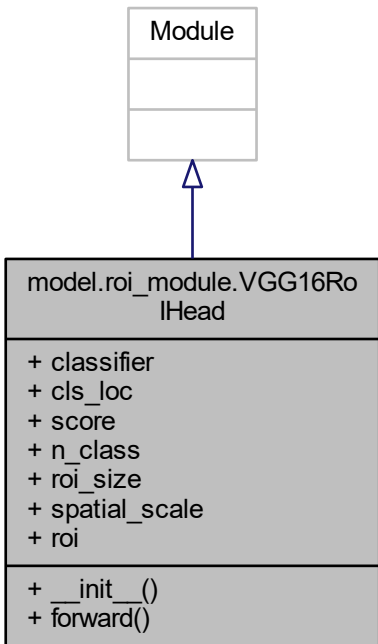 Module
model.roi_module.VGG16Ro
IHead
+ classifier
+ cls_loc
+ score
+ n_class
+ roi_size
+ spatial_scale
+ roi
+ __init__()
+ forward()